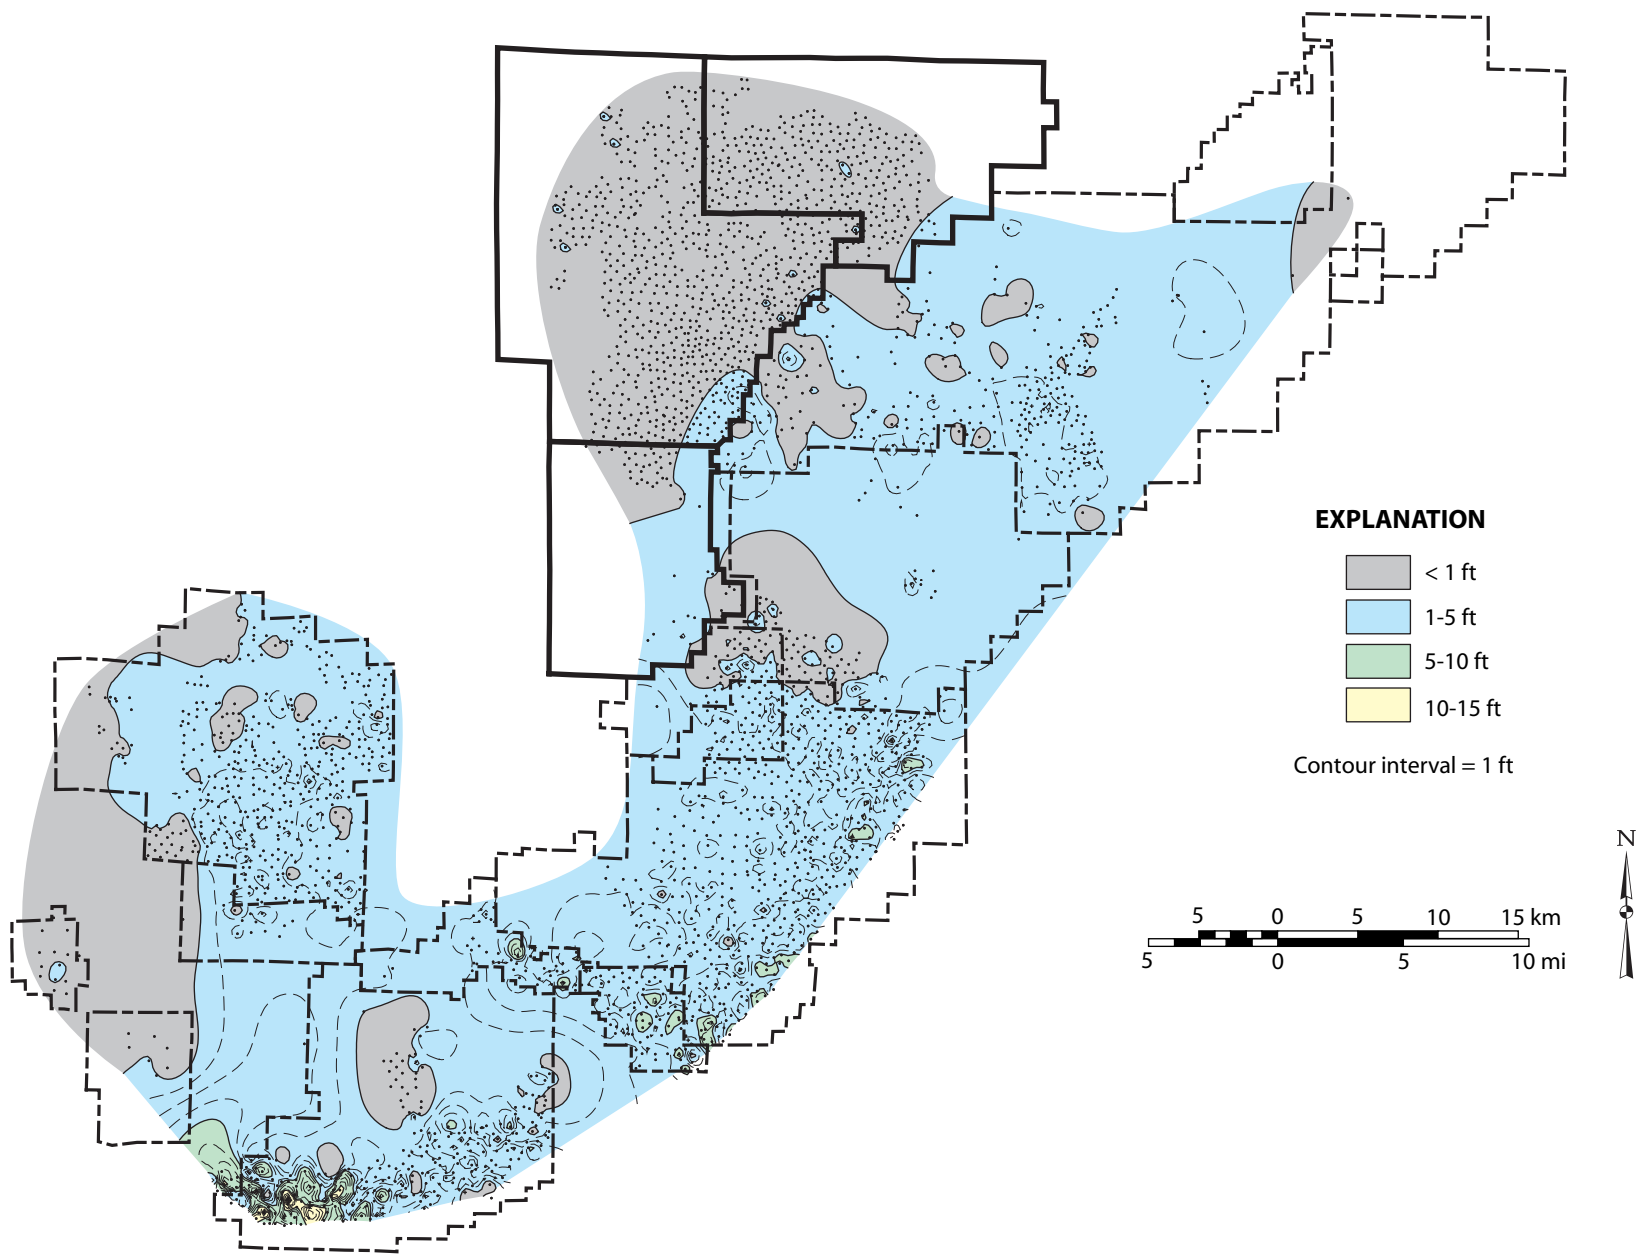 EXPLANATION
< 1 ft
1-5 ft
5-10 ft
10-15 ft
Contour interval = 1 ft
N
5 0 5 10 15 km
5 0 5 10 mi